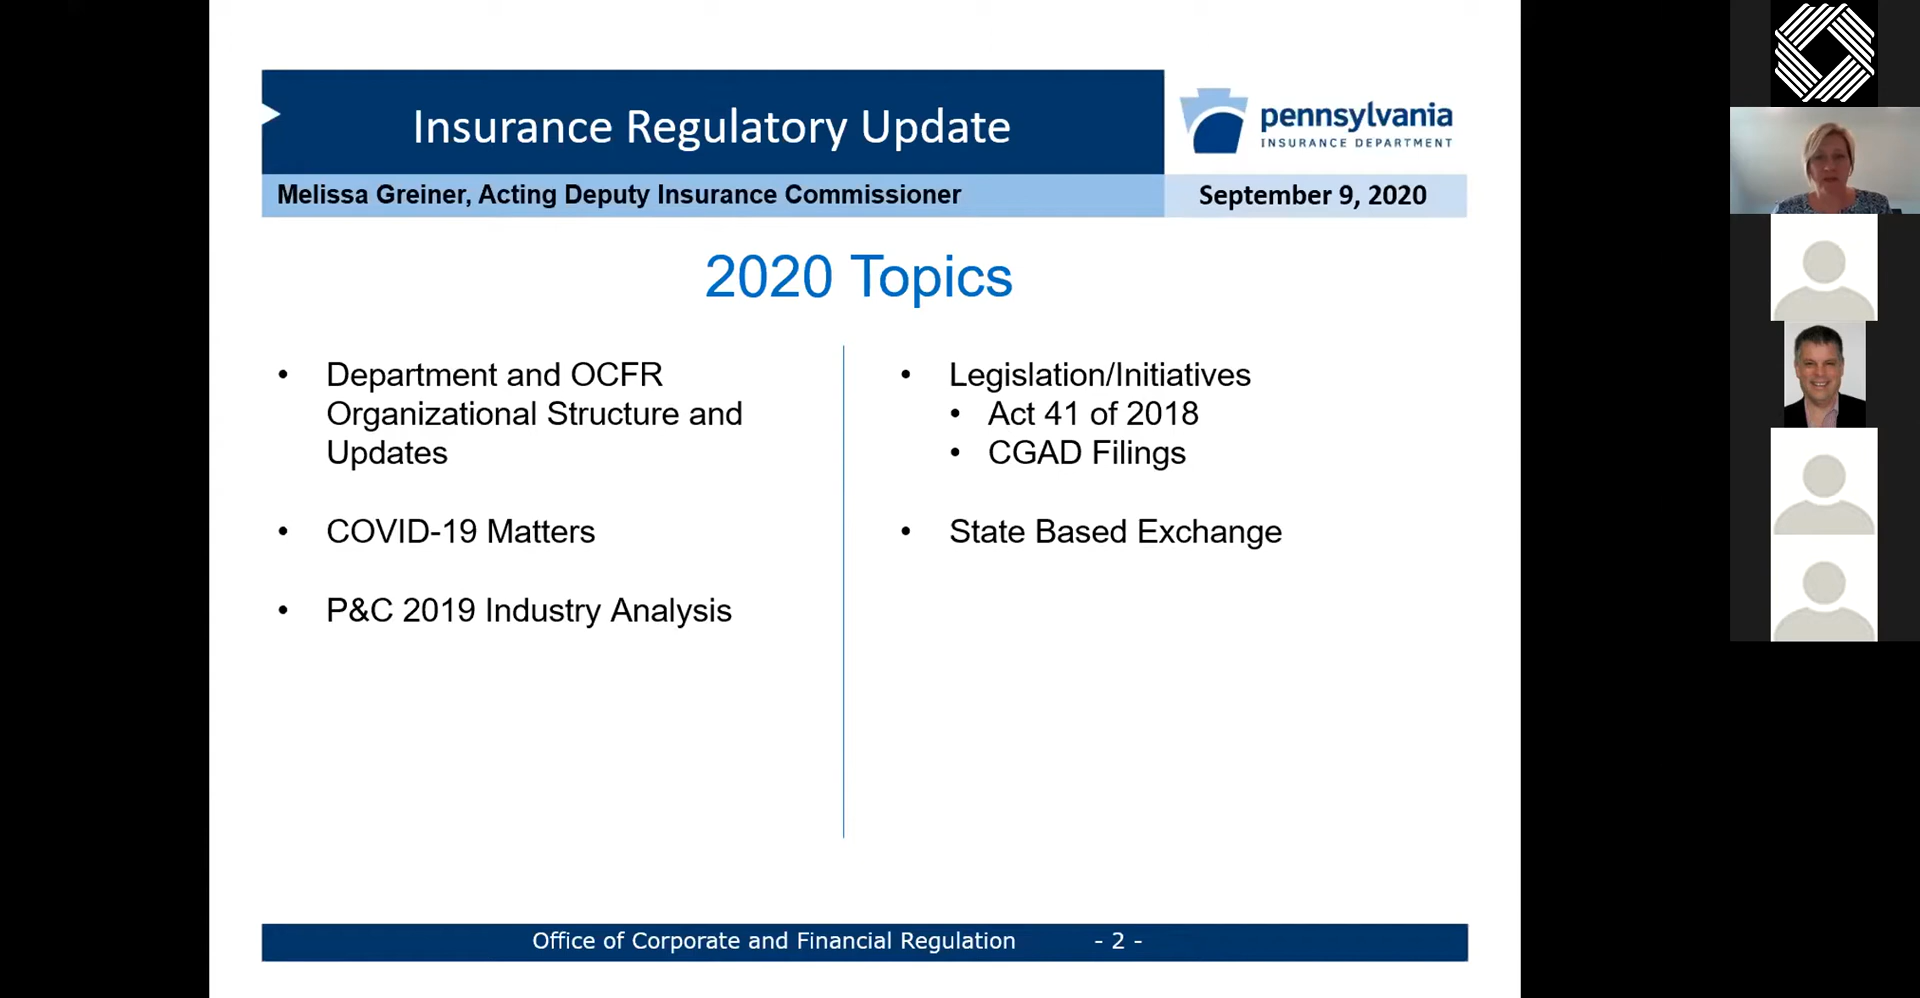 Insurance Regulatory Update
pennsylvania
INSURANCE DEPARTMENT
Melissa Greiner, Acting Deputy Insurance Commissioner
September 9, 2020
2020 Topics
• Department and OCFR
Organizational Structure and
Updates
• COVID-19 Matters
• P&C 2019 Industry Analysis
• Legislation/Initiatives
• Act 41 of 2018
• CGAD Filings
• State Based Exchange
Office of Corporate and Financial Regulation - 2 -